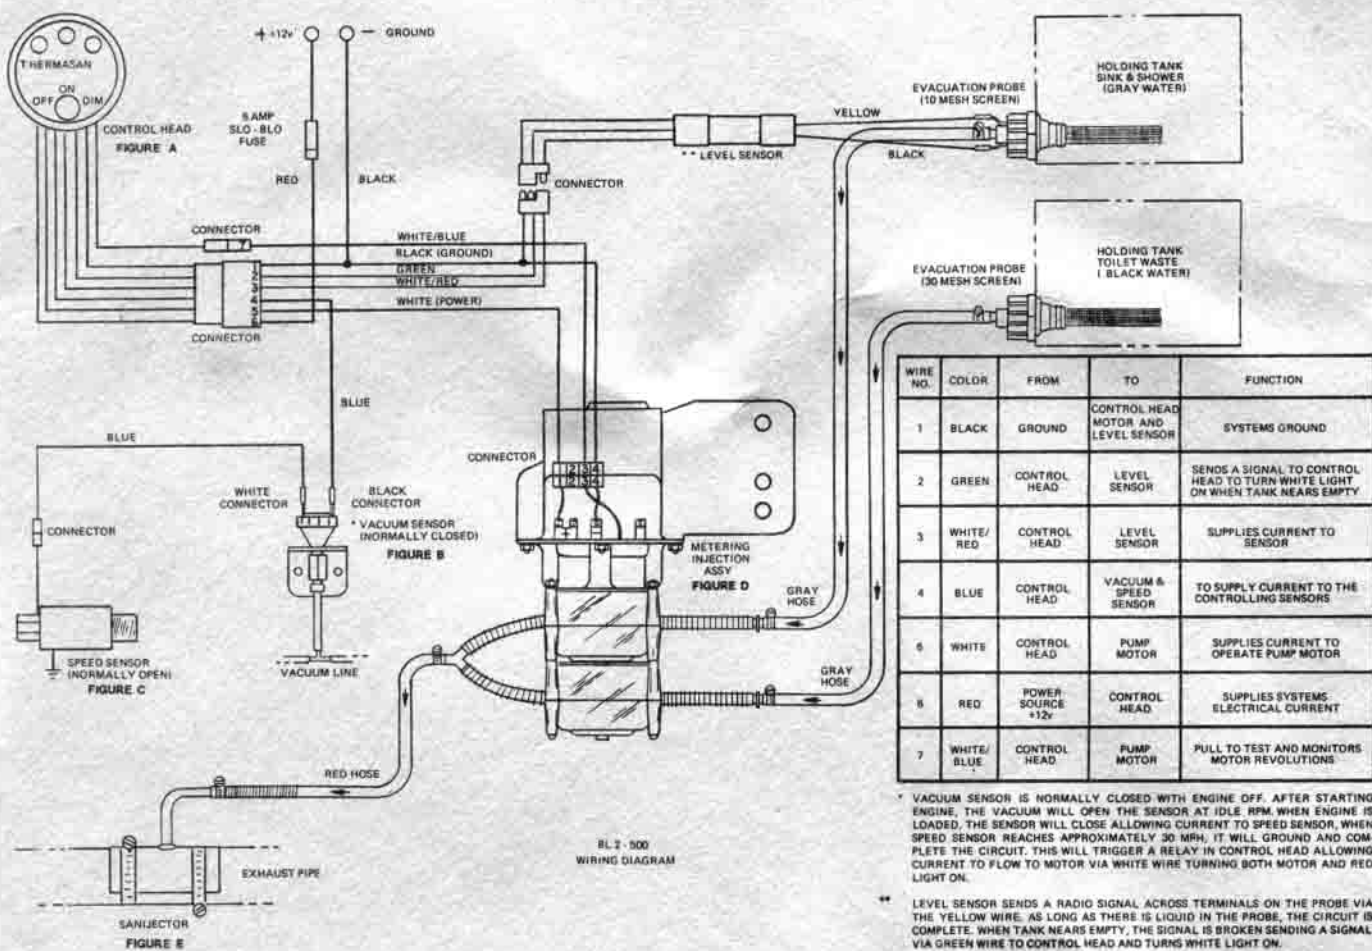 THERMASAN
ON
OFF DIM
CONTROL HEAD
FIGURE A
+ +12v
- GROUND
5 AMP
SLO - BLO
FUSE
RED
BLACK
CONNECTOR
7
WHITE/BLUE
BLACK (GROUND)
GREEN
WHITE/RED
WHITE (POWER)
CONNECTOR
CONNECTOR
** LEVEL SENSOR
YELLOW
BLACK
EVACUATION PROBE
(10 MESH SCREEN)
HOLDING TANK
SINK & SHOWER
(GRAY WATER)
EVACUATION PROBE
(30 MESH SCREEN)
HOLDING TANK
TOILET WASTE
( BLACK WATER)
BLUE
BLUE
CONNECTOR
WHITE
CONNECTOR
BLACK
CONNECTOR
* VACUUM SENSOR
(NORMALLY CLOSED)
FIGURE B
SPEED SENSOR
(NORMALLY OPEN)
FIGURE C
VACUUM LINE
CONNECTOR
1 2 3 4
1 2 3 4
METERING
INJECTION
ASSY
FIGURE D
GRAY
HOSE
GRAY
HOSE
RED HOSE
EXHAUST PIPE
SANIJECTOR
FIGURE E
BL 2 - 500
WIRING DIAGRAM
WIRE NO. COLOR FROM TO FUNCTION
1 BLACK GROUND CONTROL HEAD MOTOR AND LEVEL SENSOR SYSTEMS GROUND
2 GREEN CONTROL HEAD LEVEL SENSOR SENDS A SIGNAL TO CONTROL HEAD TO TURN WHITE LIGHT ON WHEN TANK NEARS EMPTY
3 WHITE/RED CONTROL HEAD LEVEL SENSOR SUPPLIES CURRENT TO SENSOR
4 BLUE CONTROL HEAD VACUUM & SPEED SENSOR TO SUPPLY CURRENT TO THE CONTROLLING SENSORS
5 WHITE CONTROL HEAD PUMP MOTOR SUPPLIES CURRENT TO OPERATE PUMP MOTOR
6 RED POWER SOURCE +12v CONTROL HEAD SUPPLIES SYSTEMS ELECTRICAL CURRENT
7 WHITE/BLUE CONTROL HEAD PUMP MOTOR PULL TO TEST AND MONITORS MOTOR REVOLUTIONS
* VACUUM SENSOR IS NORMALLY CLOSED WITH ENGINE OFF. AFTER STARTING
ENGINE, THE VACUUM WILL OPEN THE SENSOR AT IDLE RPM. WHEN ENGINE IS
LOADED, THE SENSOR WILL CLOSE ALLOWING CURRENT TO SPEED SENSOR, WHEN
SPEED SENSOR REACHES APPROXIMATELY 30 MPH, IT WILL GROUND AND COM-
PLETE THE CIRCUIT. THIS WILL TRIGGER A RELAY IN CONTROL HEAD ALLOWING
CURRENT TO FLOW TO MOTOR VIA WHITE WIRE TURNING BOTH MOTOR AND RED
LIGHT ON.
** LEVEL SENSOR SENDS A RADIO SIGNAL ACROSS TERMINALS ON THE PROBE VIA
THE YELLOW WIRE. AS LONG AS THERE IS LIQUID IN THE PROBE, THE CIRCUIT IS
COMPLETE. WHEN TANK NEARS EMPTY, THE SIGNAL IS BROKEN SENDING A SIGNAL
VIA GREEN WIRE TO CONTROL HEAD AND TURNS WHITE LIGHT ON.